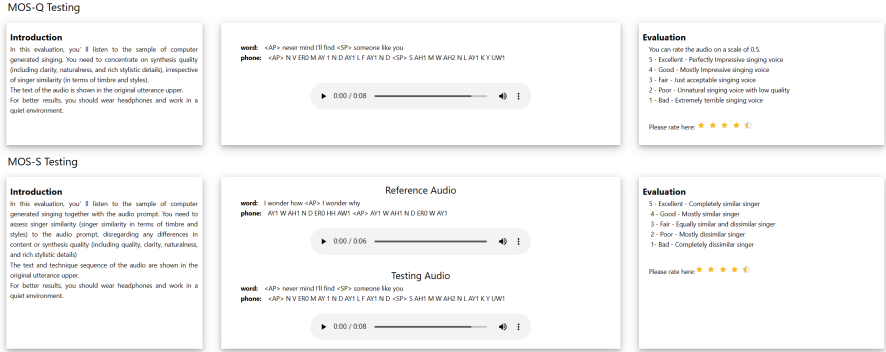 MOS-Q Testing
Introduction
In this evaluation, you' ll listen to the sample of computer
generated singing. You need to concentrate on synthesis quality
(including clarity, naturalness, and rich stylistic details), irrespective
of singer similarity (in terms of timbre and styles).
The text of the audio is shown in the original utterance upper.
For better results, you should wear headphones and work in a
quiet environment.
word: <AP> never mind I'll find <SP> someone like you
phone: <AP> N V ER0 M AY 1 N D AY1 L F AY1 N D <SP> S AH1 M W AH2 N L AY1 K Y UW1
0:00 / 0:08
Evaluation
You can rate the audio on a scale of 0.5.
5 - Excellent - Perfectly Impressive singing voice
4 - Good - Mostly Impressive singing voice
3 - Fair - Just acceptable singing voice
2 - Poor - Unnatural singing voice with low quality
1 - Bad - Extremely terrible singing voice
Please rate here:
MOS-S Testing
Introduction
In this evaluation, you' ll listen to the sample of computer
generated singing together with the audio prompt. You need to
assess singer similarity (singer similarity in terms of timbre and
styles) to the audio prompt, disregarding any differences in
content or synthesis quality (including quality, clarity, naturalness,
and rich stylistic details)
The text and technique sequence of the audio are shown in the
original utterance upper.
For better results, you should wear headphones and work in a
quiet environment.
Reference Audio
word: I wonder how <AP> I wonder why
phone: AY1 W AH1 N D ER0 HH AW1 <AP> AY1 W AH1 N D ER0 W AY1
0:00 / 0:06
Testing Audio
word: <AP> never mind I'll find <SP> someone like you
phone: <AP> N V ER0 M AY 1 N D AY1 L F AY1 N D <SP> S AH1 M W AH2 N L AY1 K Y UW1
0:00 / 0:08
Evaluation
5 - Excellent - Completely similar singer
4 - Good - Mostly similar singer
3 - Fair - Equally similar and dissimilar singer
2 - Poor - Mostly dissimilar singer
1- Bad - Completely dissimilar singer
Please rate here: